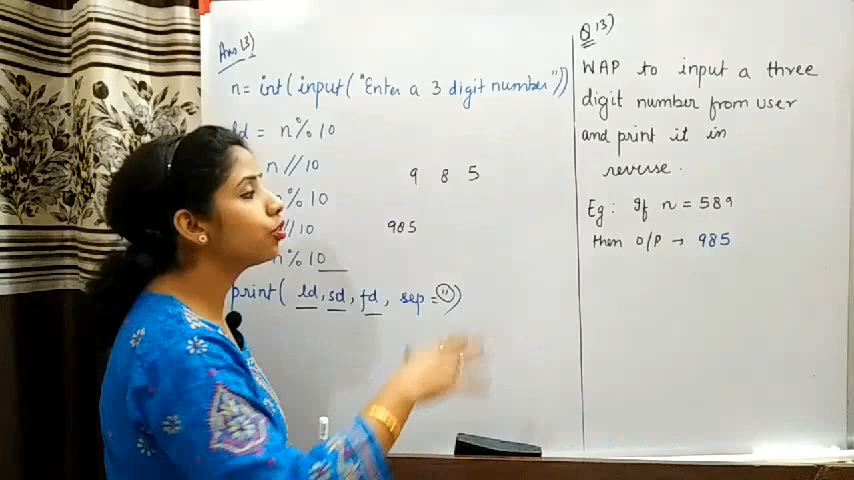 Ans 13)
n= int( input( "Enter a 3 digit number"))
ld = n%10
n//10
n%10
//10
n%10
print( ld, sd, fd, sep ='')
9 8 5
985
Q 13)
WAP to input a three
digit number from user
and print it in
reverse.
Eg: If n = 589
then O/P → 985